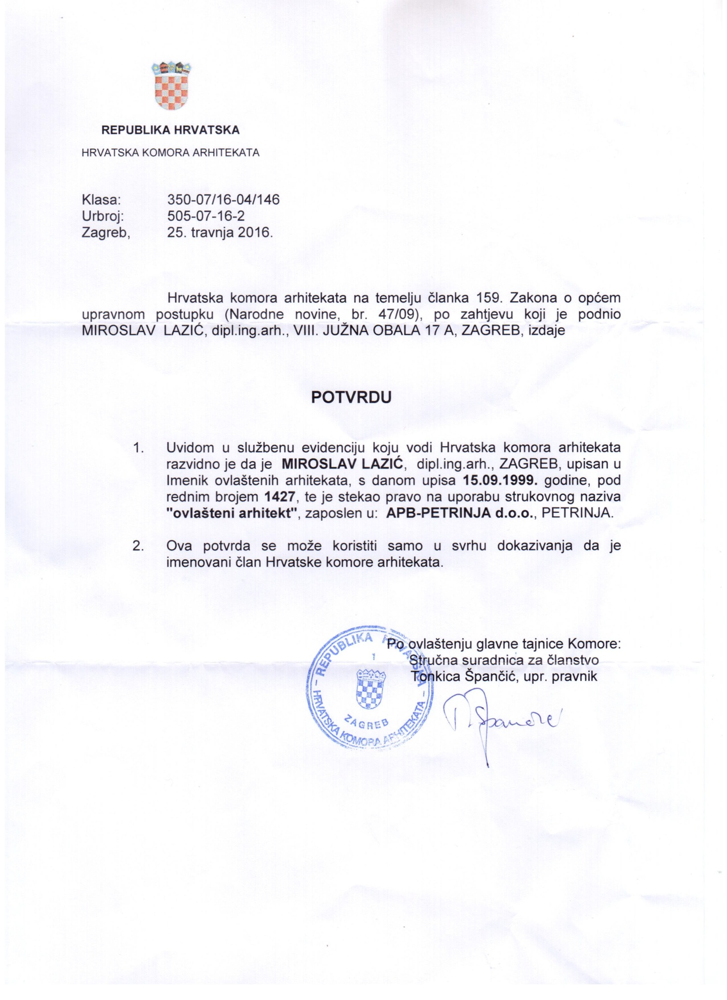 REPUBLIKA HRVATSKA
HRVATSKA KOMORA ARHITEKATA
Klasa: 350-07/16-04/146
Urbroj: 505-07-16-2
Zagreb, 25. travnja 2016.
Hrvatska komora arhitekata na temelju članka 159. Zakona o općem
upravnom postupku (Narodne novine, br. 47/09), po zahtjevu koji je podnio
MIROSLAV LAZIĆ, dipl.ing.arh., VIII. JUŽNA OBALA 17 A, ZAGREB, izdaje
POTVRDU
1. Uvidom u službenu evidenciju koju vodi Hrvatska komora arhitekata
razvidno je da je MIROSLAV LAZIĆ, dipl.ing.arh., ZAGREB, upisan u
Imenik ovlaštenih arhitekata, s danom upisa 15.09.1999. godine, pod
rednim brojem 1427, te je stekao pravo na uporabu strukovnog naziva
"ovlašteni arhitekt", zaposlen u: APB-PETRINJA d.o.o., PETRINJA.
2. Ova potvrda se može koristiti samo u svrhu dokazivanja da je
imenovani član Hrvatske komore arhitekata.
Po ovlaštenju glavne tajnice Komore:
Stručna suradnica za članstvo
Tonkica Špančić, upr. pravnik
REPUBLIKA HRVATSKA
1
ZAGREB
HRVATSKA KOMORA ARHITEKATA